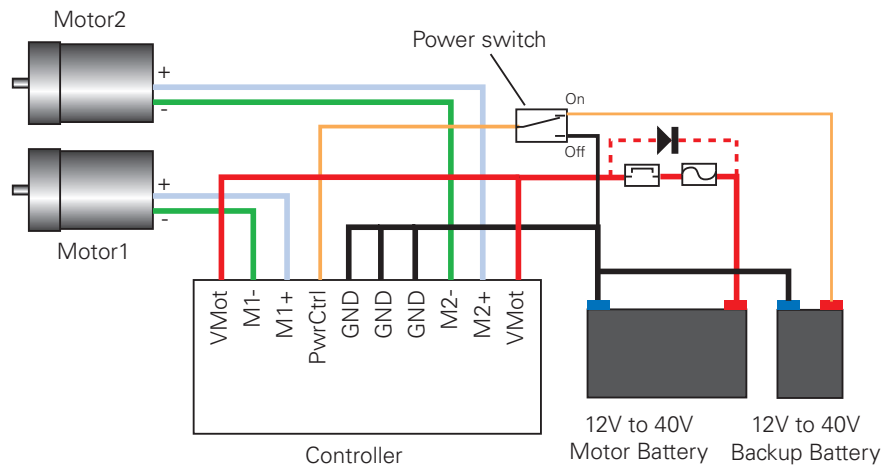 Motor2
Power switch
+
-
On
Off
+
-
Motor1
VMot
M1-
M1+
PwrCtrl
GND
GND
GND
M2-
M2+
VMot
Controller
12V to 40V
Motor Battery
12V to 40V
Backup Battery